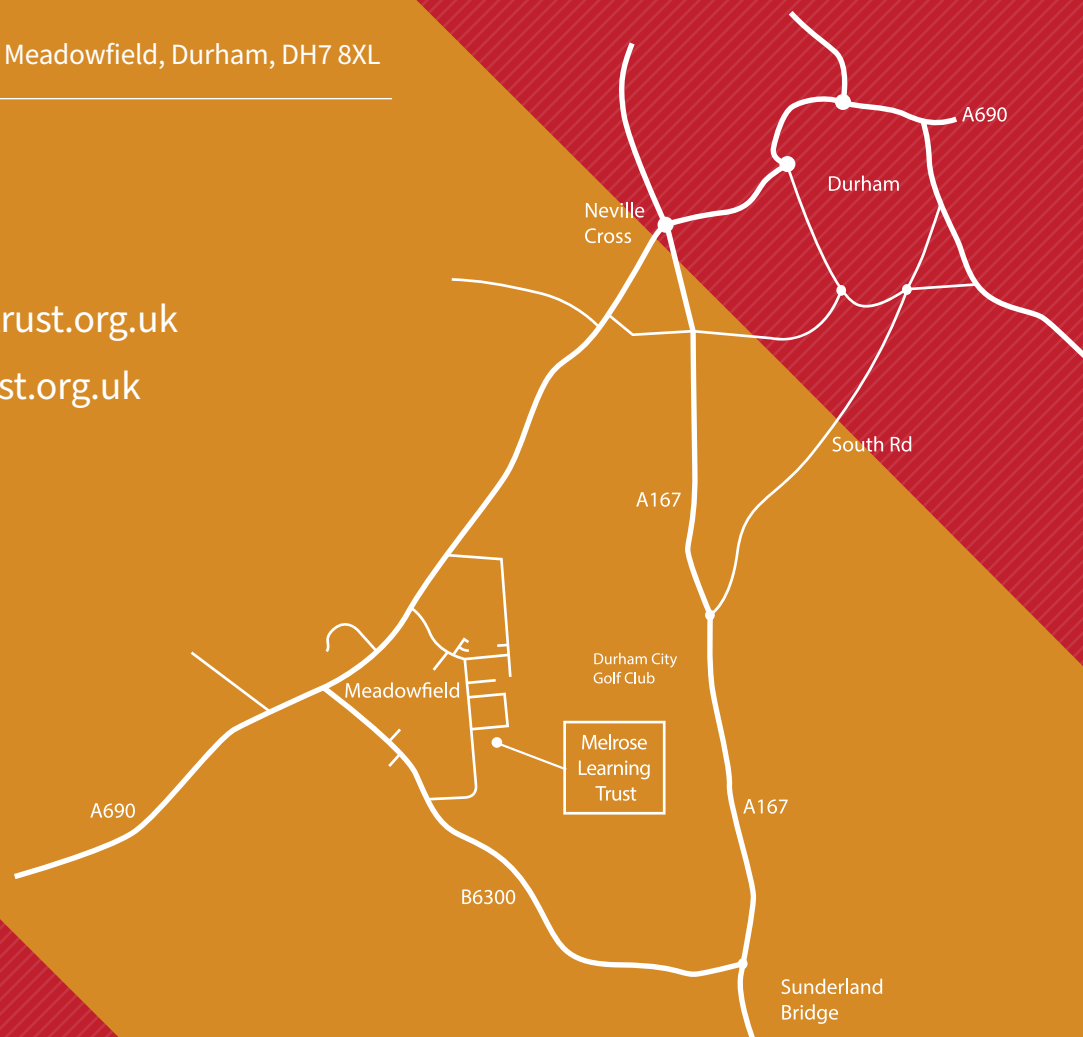 Meadowfield, Durham, DH7 8XL
rust.org.uk
st.org.uk
A690
Durham
Neville
Cross
South Rd
A167
Durham City
Golf Club
Meadowfield
Melrose
Learning
Trust
A690
A167
B6300
Sunderland
Bridge